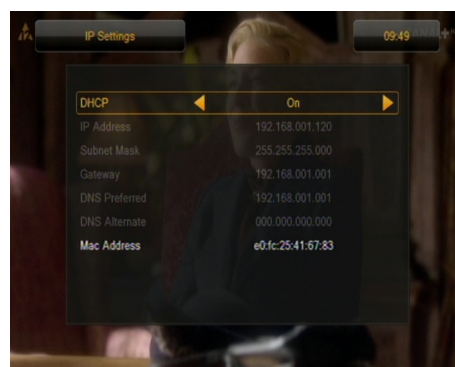 IP Settings
09:49
DHCP On
IP Address 192.168.001.120
Subnet Mask 255.255.255.000
Gateway 192.168.001.001
DNS Preferred 192.168.001.001
DNS Alternate 000.000.000.000
Mac Address e0:fc:25:41:67:83